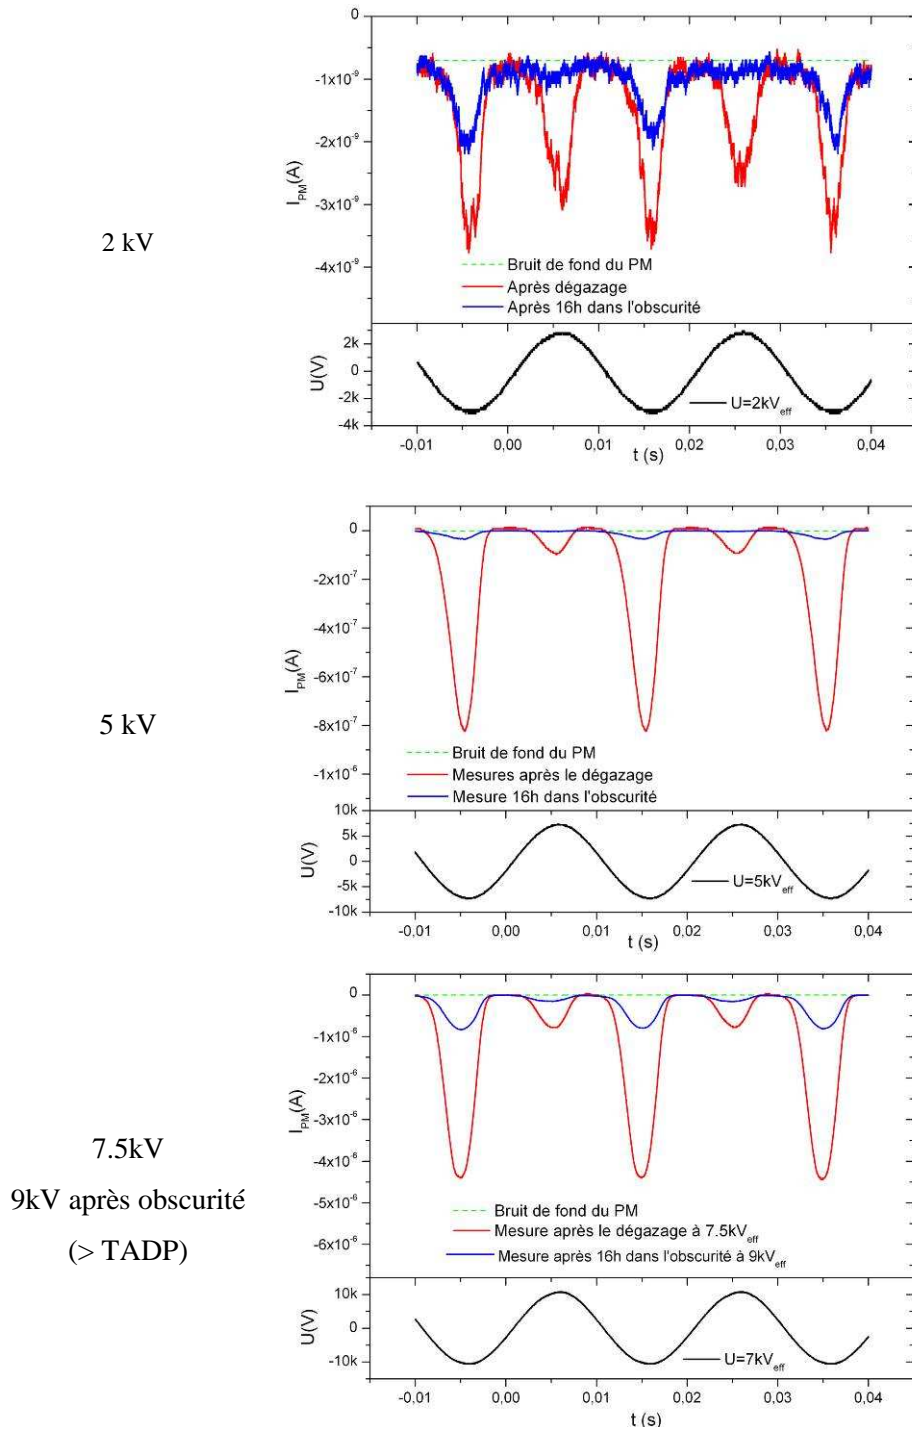 2 kV
0
-1x10⁻⁹
-2x10⁻⁹
-3x10⁻⁹
-4x10⁻⁹
I_PM(A)
Bruit de fond du PM
Après dégazage
Après 16h dans l'obscurité
2k
0
-2k
-4k
U(V)
U=2kV_eff
-0,01 0,00 0,01 0,02 0,03 0,04
t (s)
5 kV
0
-2x10⁻⁷
-4x10⁻⁷
-6x10⁻⁷
-8x10⁻⁷
-1x10⁻⁶
I_PM(A)
Bruit de fond du PM
Mesures après le dégazage
Mesure 16h dans l'obscurité
10k
5k
0
-5k
-10k
U(V)
U=5kV_eff
-0,01 0,00 0,01 0,02 0,03 0,04
t (s)
7.5kV
9kV après obscurité
(> TADP)
0
-1x10⁻⁶
-2x10⁻⁶
-3x10⁻⁶
-4x10⁻⁶
-5x10⁻⁶
-6x10⁻⁶
I_PM(A)
Bruit de fond du PM
Mesure après le dégazage à 7.5kV_eff
Mesure après 16h dans l'obscurité à 9kV_eff
10k
0
-10k
U(V)
U=7kV_eff
-0,01 0,00 0,01 0,02 0,03 0,04
t (s)